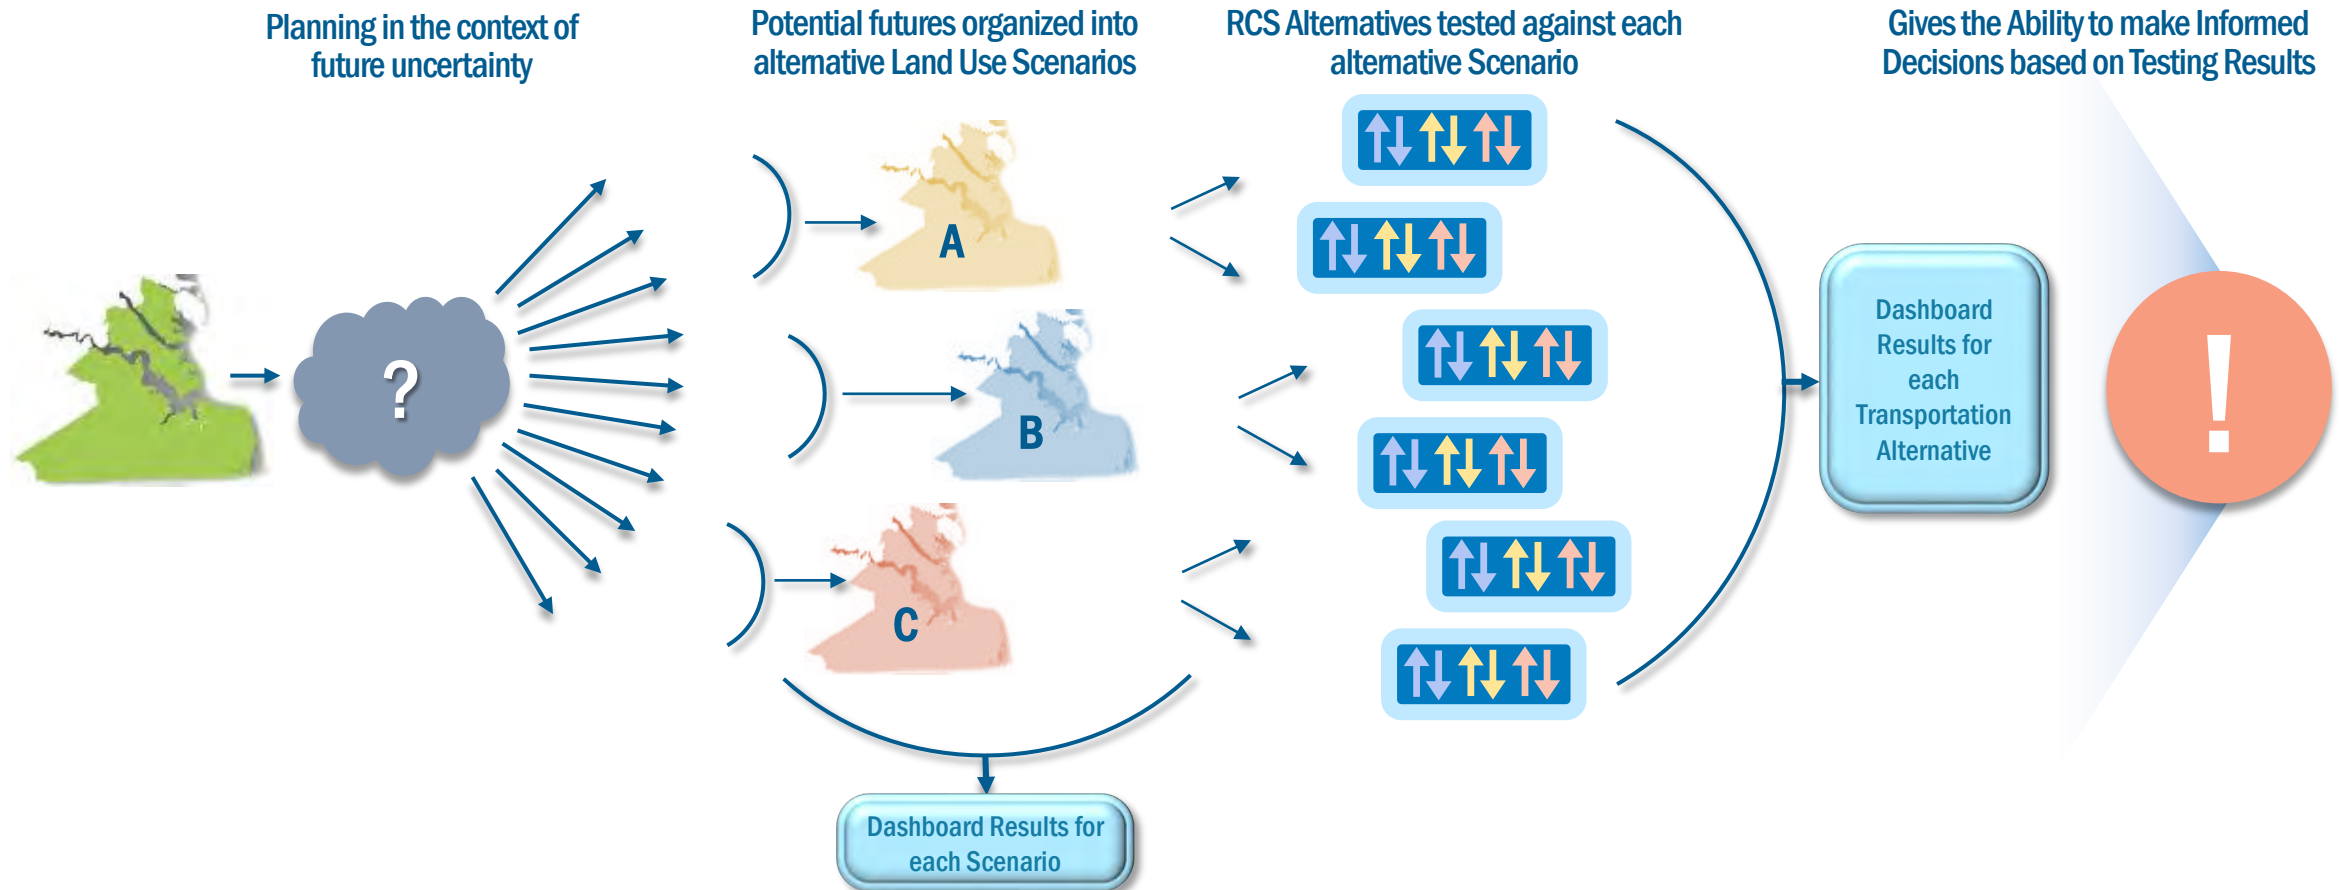 Planning in the context of
future uncertainty
Potential futures organized into
alternative Land Use Scenarios
RCS Alternatives tested against each
alternative Scenario
Gives the Ability to make Informed
Decisions based on Testing Results
?
A
B
C
Dashboard
Results for
each
Transportation
Alternative
!
Dashboard Results for
each Scenario